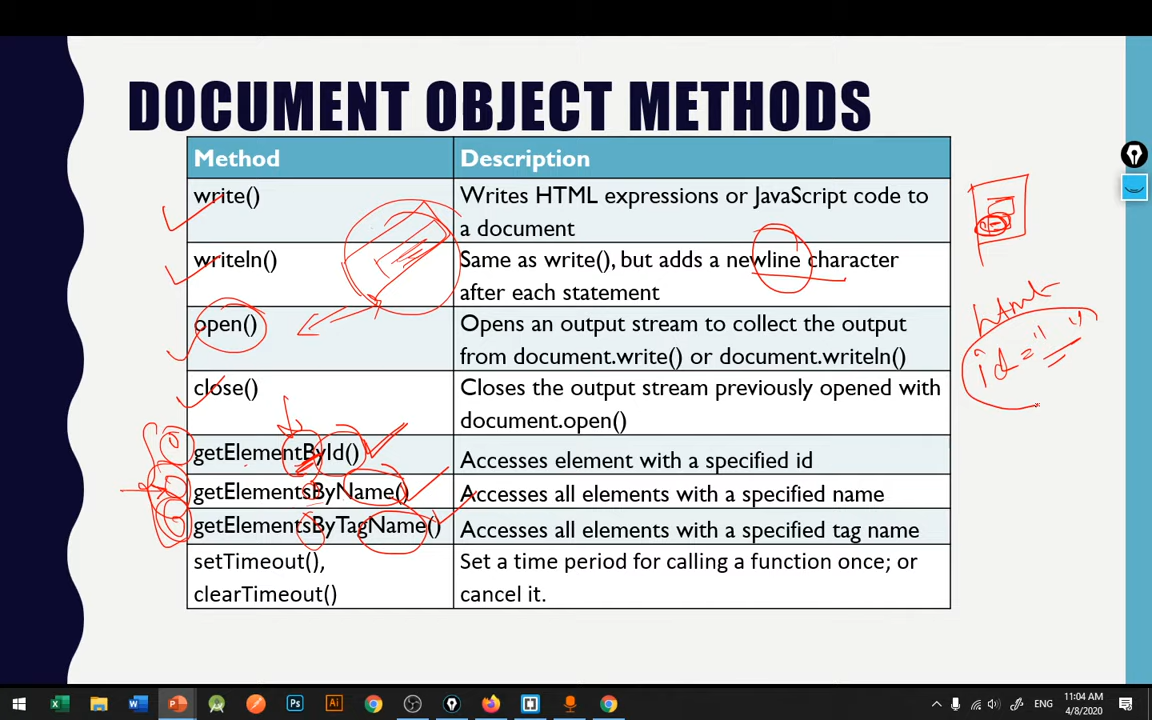 DOCUMENT OBJECT METHODS
Method Description
write() Writes HTML expressions or JavaScript code to
a document
writeln() Same as write(), but adds a newline character
after each statement
open() Opens an output stream to collect the output
from document.write() or document.writeln()
close() Closes the output stream previously opened with
document.open()
getElementById() Accesses element with a specified id
getElementsByName() Accesses all elements with a specified name
getElementsByTagName() Accesses all elements with a specified tag name
setTimeout(), Set a time period for calling a function once; or
clearTimeout() cancel it.
html
id=" "
ENG
11:04 AM
4/8/2020